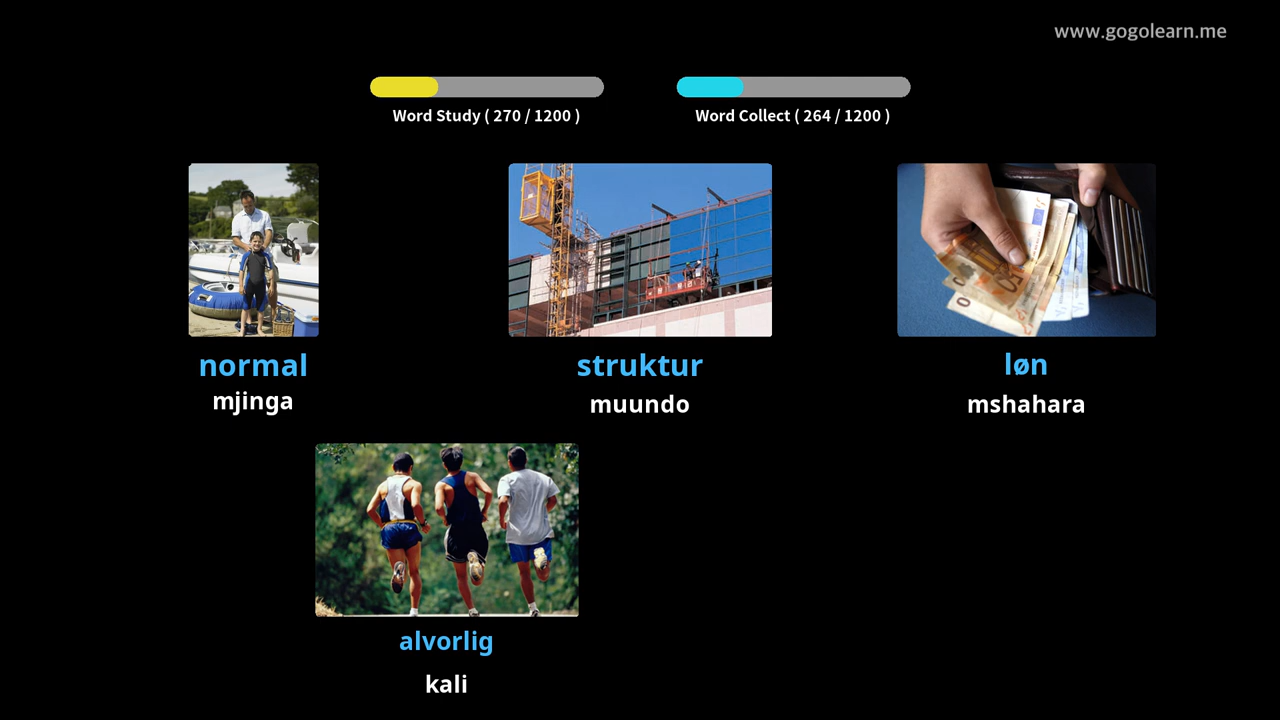 www.gogolearn.me
Word Study ( 270 / 1200 )
Word Collect ( 264 / 1200 )
normal
mjinga
struktur
muundo
løn
mshahara
alvorlig
kali